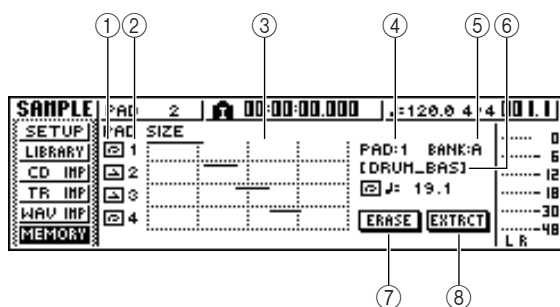 ① ② ③ ④ ⑤ ⑥
SAMPLE PAD 2 00:00:00.000 ♩=120.0 4/4 001.1
SETUP PAD SIZE
LIBRARY 1 PAD:1 BANK:A
CD IMP 2 [DRUM_BAS]
TR IMP 3 ♩= 19.1
WAV IMP 4 ERASE EXTRCT
MEMORY
0
6
12
18
30
48
L R
⑦ ⑧